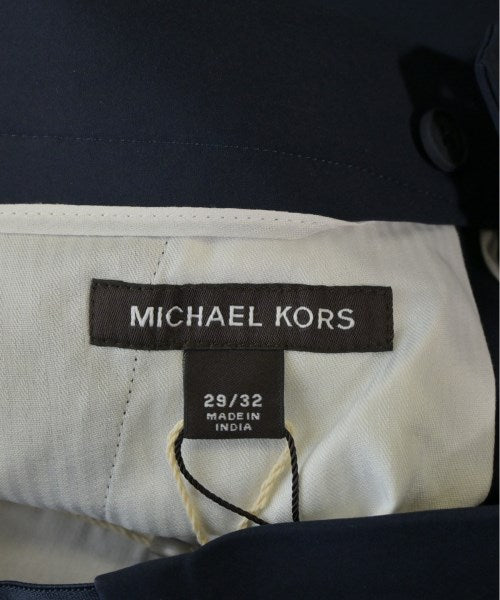 MICHAEL KORS
29/32
MADE IN
INDIA